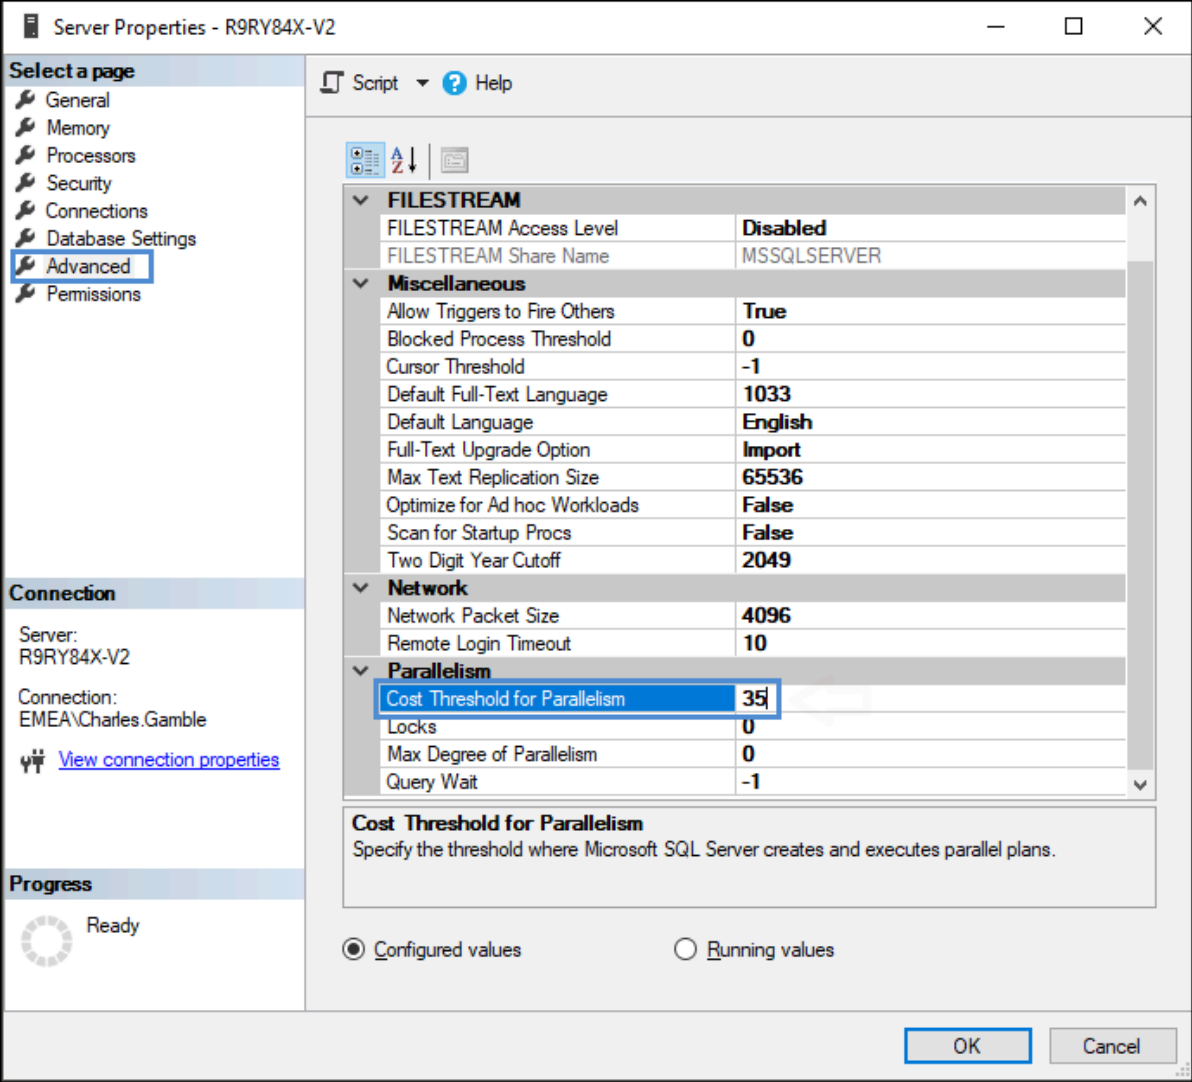 Server Properties - R9RY84X-V2
Select a page
General
Memory
Processors
Security
Connections
Database Settings
Advanced
Permissions
Connection
Server:
R9RY84X-V2
Connection:
EMEA\Charles.Gamble
View connection properties
Progress
Ready
Script Help
FILESTREAM
FILESTREAM Access Level Disabled
FILESTREAM Share Name MSSQLSERVER
Miscellaneous
Allow Triggers to Fire Others True
Blocked Process Threshold 0
Cursor Threshold -1
Default Full-Text Language 1033
Default Language English
Full-Text Upgrade Option Import
Max Text Replication Size 65536
Optimize for Ad hoc Workloads False
Scan for Startup Procs False
Two Digit Year Cutoff 2049
Network
Network Packet Size 4096
Remote Login Timeout 10
Parallelism
Cost Threshold for Parallelism 35
Locks 0
Max Degree of Parallelism 0
Query Wait -1
Cost Threshold for Parallelism
Specify the threshold where Microsoft SQL Server creates and executes parallel plans.
Configured values Running values
OK Cancel